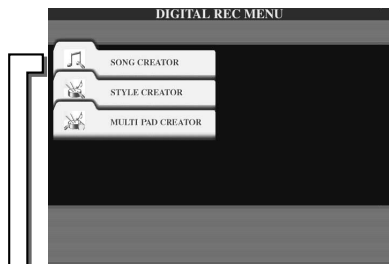 DIGITAL REC MENU
SONG CREATOR
STYLE CREATOR
MULTI PAD CREATOR